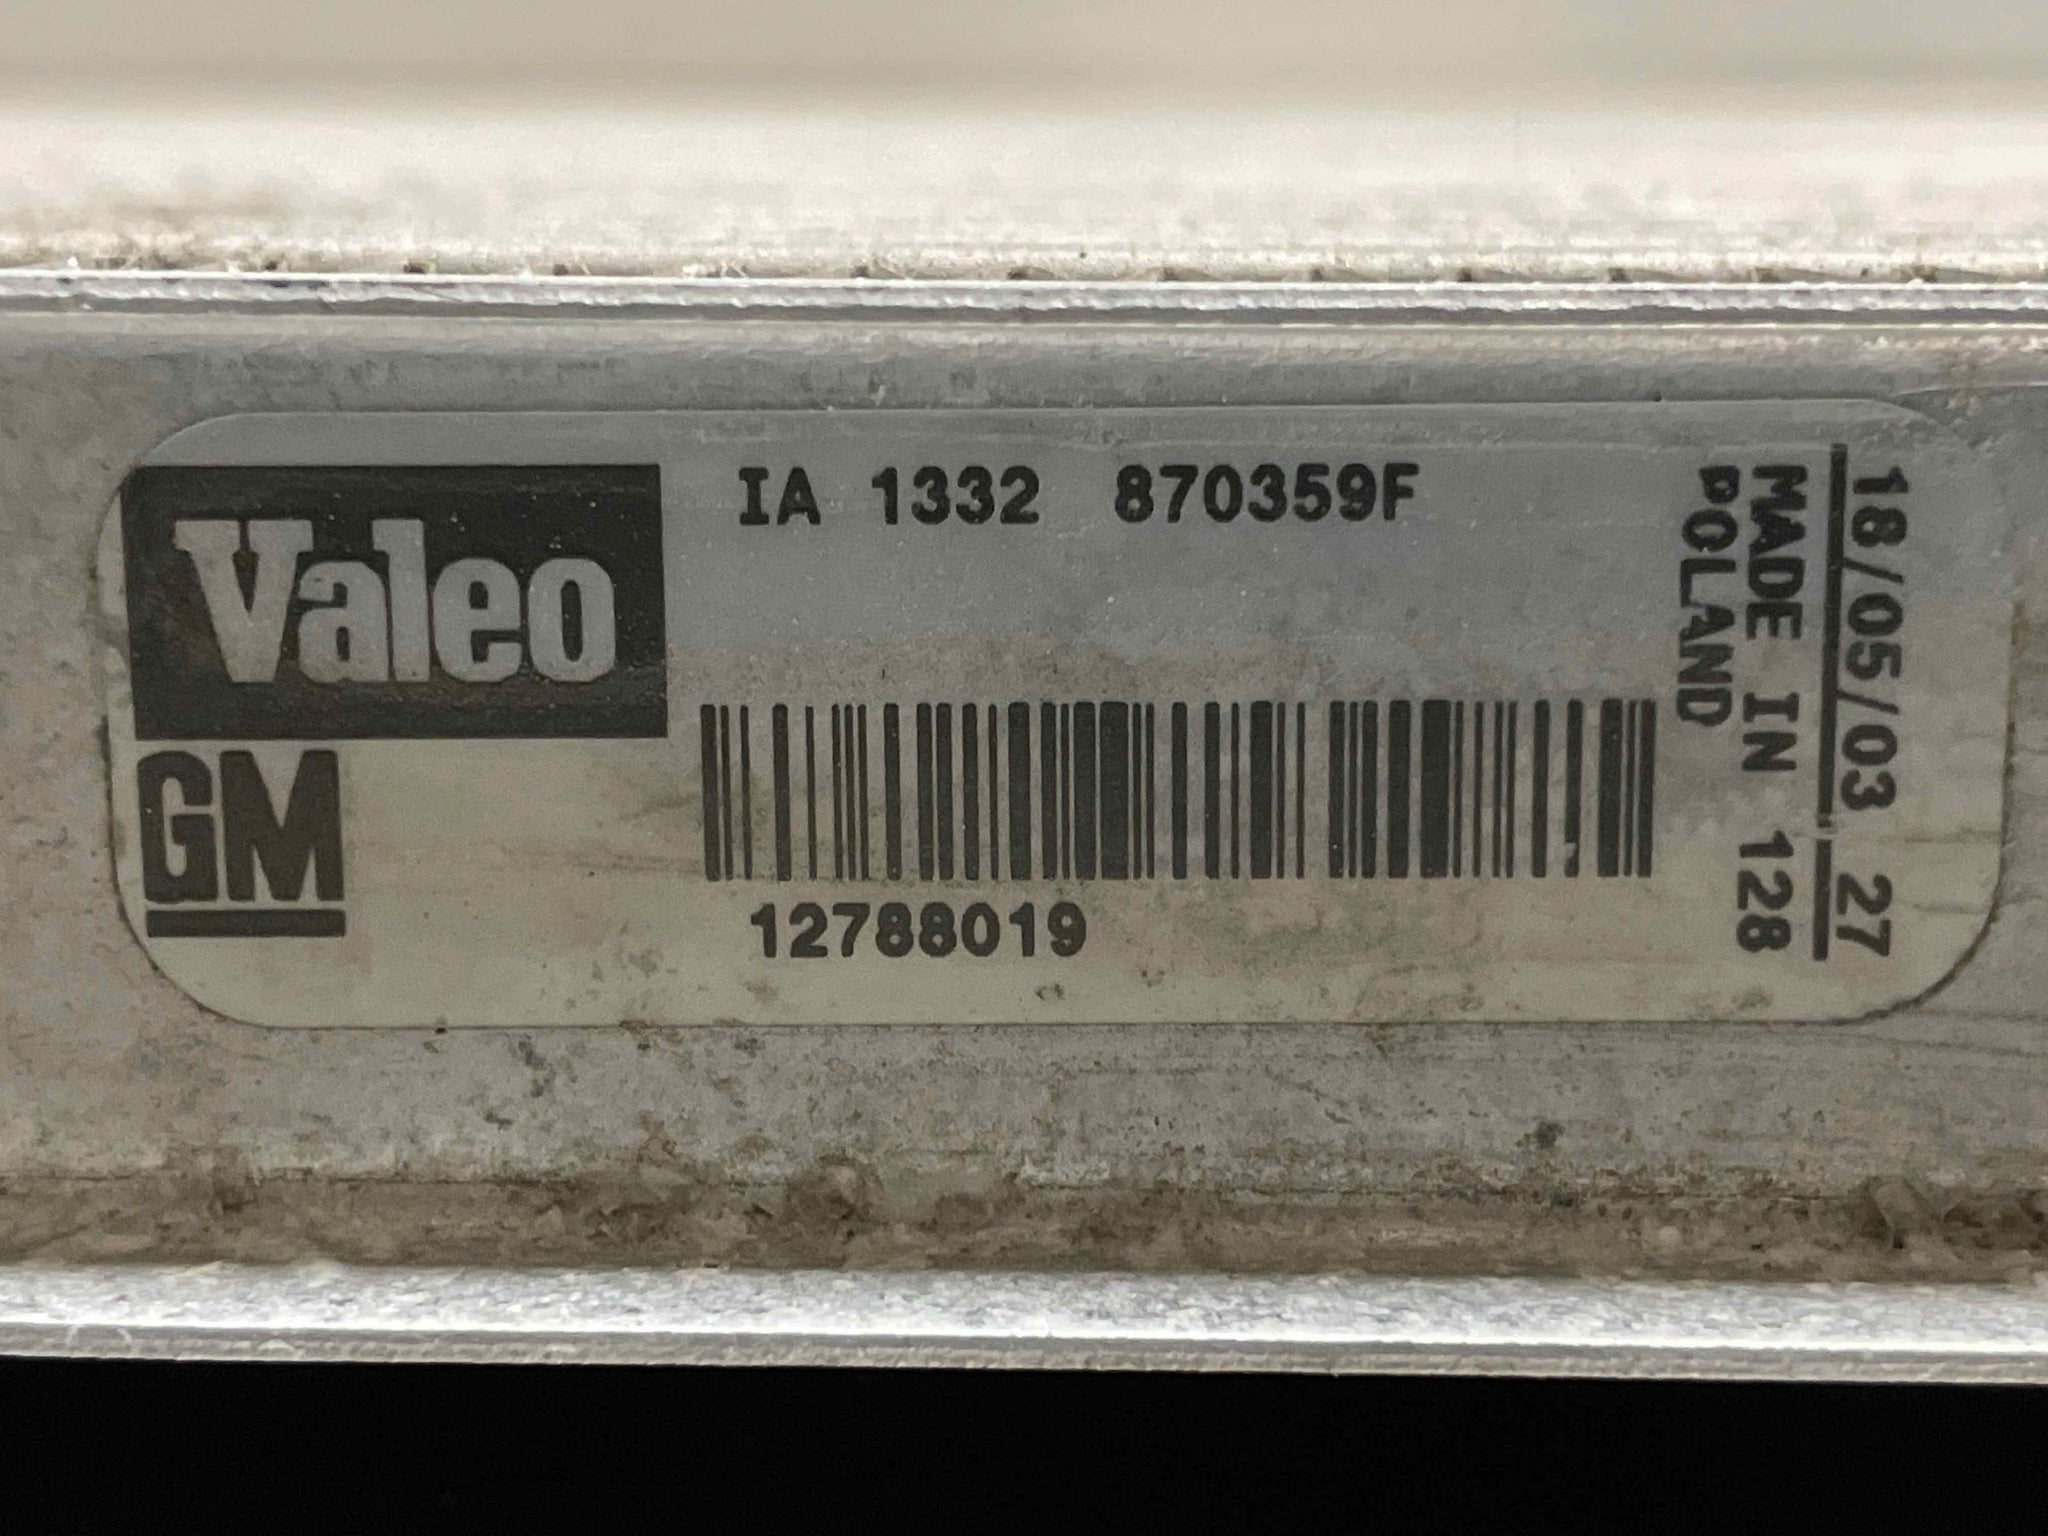 Valeo
GM
IA 1332 870359F
12788019
18/05/03 27
MADE IN 128
POLAND